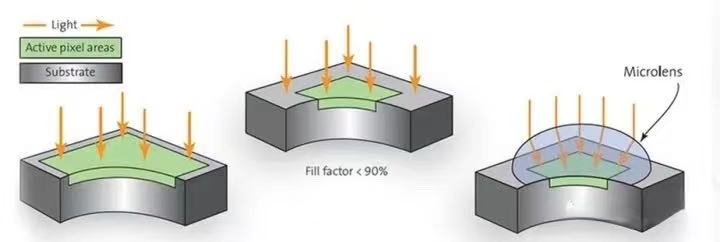 Light
Active pixel areas
Substrate
Fill factor < 90%
Microlens